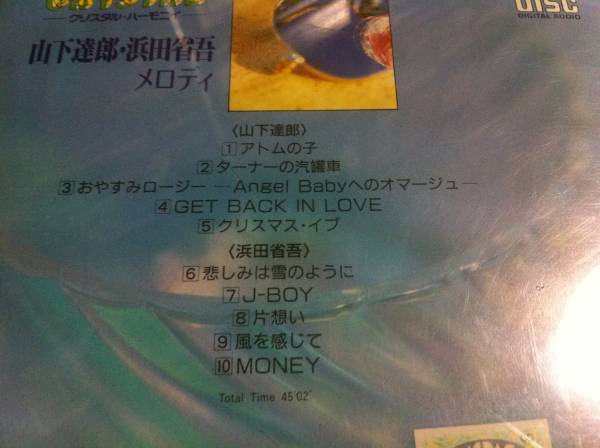 クリスタル・ハーモニー
DISC
DIGITAL AUDIO
山下達郎・浜田省吾
メロディ
〈山下達郎〉
1 アトムの子
2 ターナーの汽罐車
3 おやすみロージー —Angel Babyへのオマージュ—
4 GET BACK IN LOVE
5 クリスマス・イブ
〈浜田省吾〉
6 悲しみは雪のように
7 J-BOY
8 片想い
9 風を感じて
10 MONEY
Total Time 45'02"